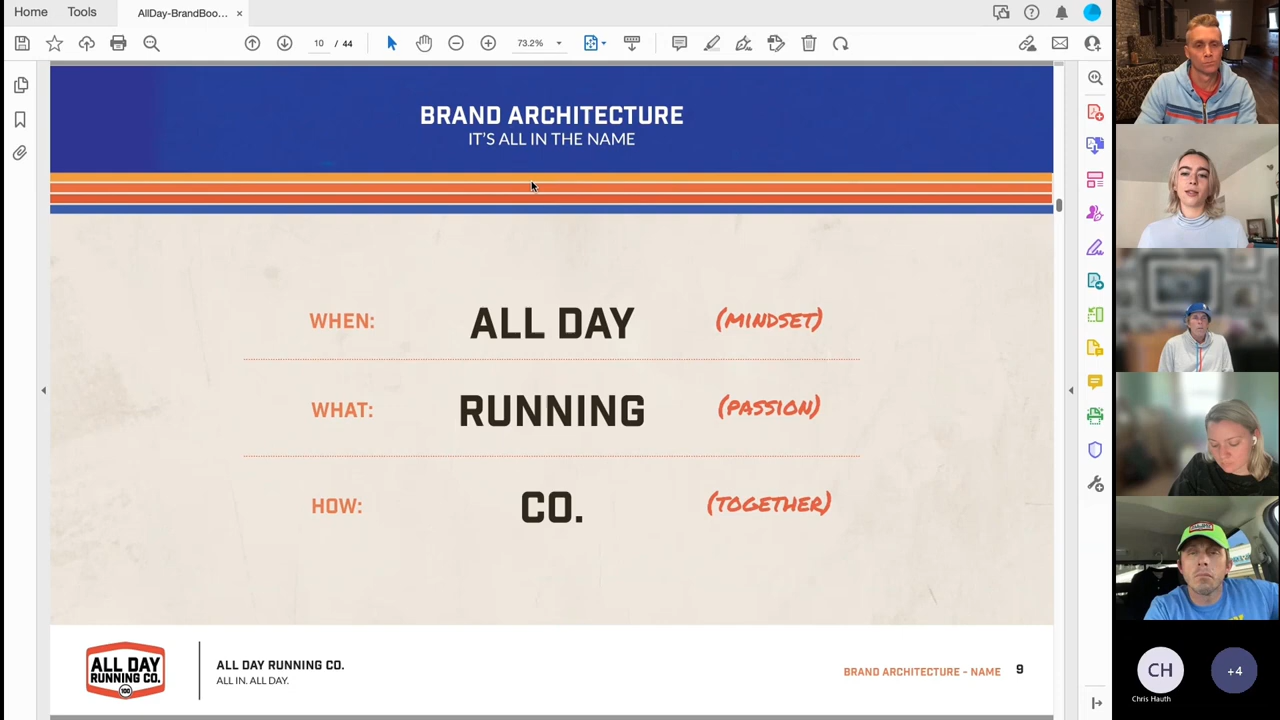 Home
Tools
AllDay-BrandBoo...
10 / 44
73.2%
BRAND ARCHITECTURE
IT'S ALL IN THE NAME
WHEN: ALL DAY (MINDSET)
WHAT: RUNNING (PASSION)
HOW: CO. (TOGETHER)
ALL DAY
RUNNING CO.
100
ALL DAY RUNNING CO.
ALL IN. ALL DAY.
BRAND ARCHITECTURE - NAME 9
CH
Chris Hauth
+4